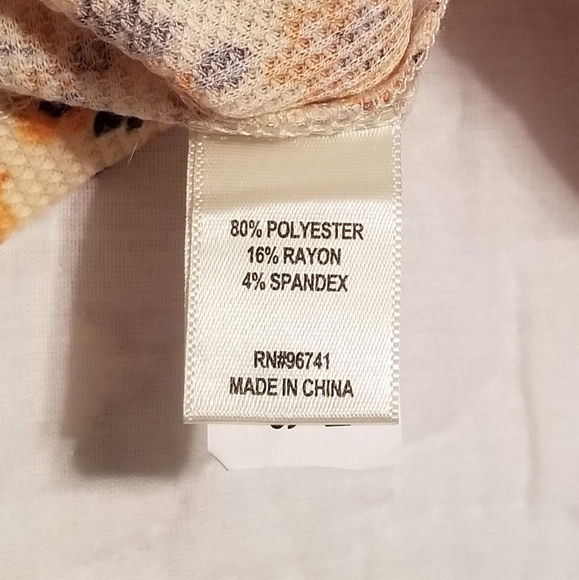 80% POLYESTER
16% RAYON
4% SPANDEX
RN#96741
MADE IN CHINA